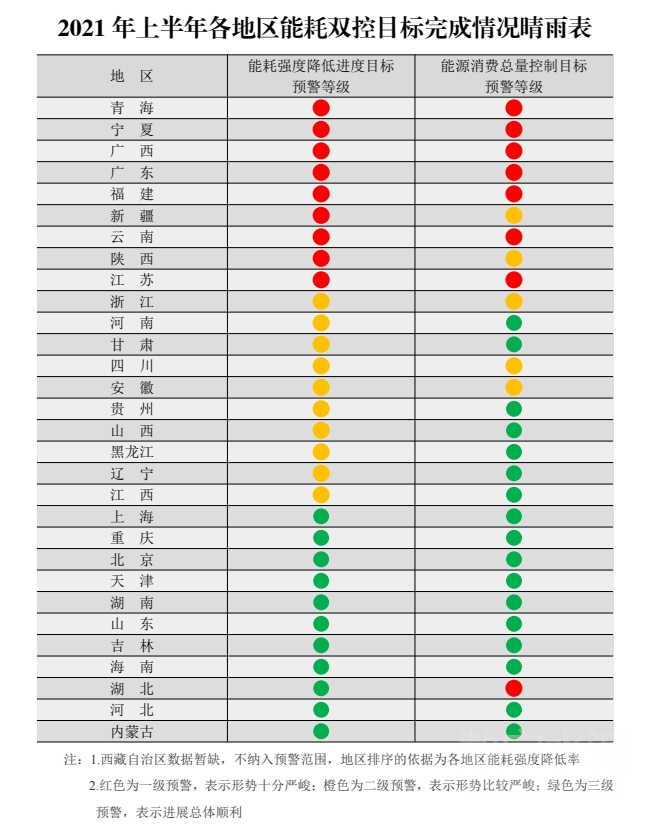 2021 年上半年各地区能耗双控目标完成情况晴雨表
地 区 能耗强度降低进度目标 预警等级 能源消费总量控制目标 预警等级
青 海
宁 夏
广 西
广 东
福 建
新 疆
云 南
陕 西
江 苏
浙 江
河 南
甘 肃
四 川
安 徽
贵 州
山 西
黑龙江
辽 宁
江 西
上 海
重 庆
北 京
天 津
湖 南
山 东
吉 林
海 南
湖 北
河 北
内蒙古
注：1.西藏自治区数据暂缺，不纳入预警范围，地区排序的依据为各地区能耗强度降低率
2.红色为一级预警，表示形势十分严峻；橙色为二级预警，表示形势比较严峻；绿色为三级
预警，表示进展总体顺利